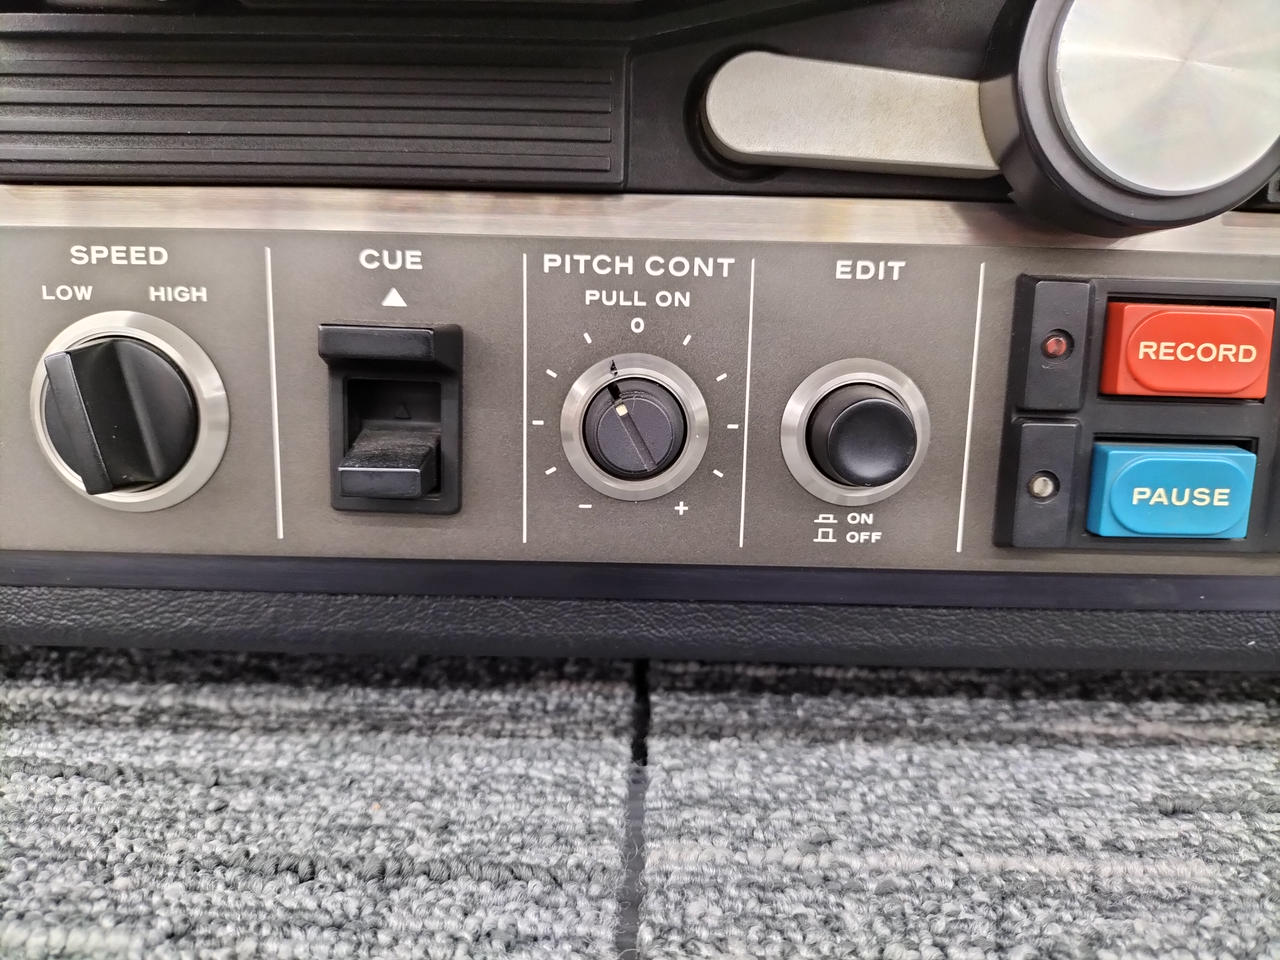 SPEED
LOW HIGH
CUE
PITCH CONT
PULL ON
0
− +
EDIT
ON
OFF
RECORD
PAUSE